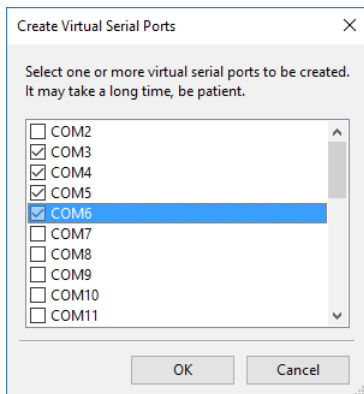 Create Virtual Serial Ports
Select one or more virtual serial ports to be created.
It may take a long time, be patient.
COM2
COM3
COM4
COM5
COM6
COM7
COM8
COM9
COM10
COM11
OK Cancel